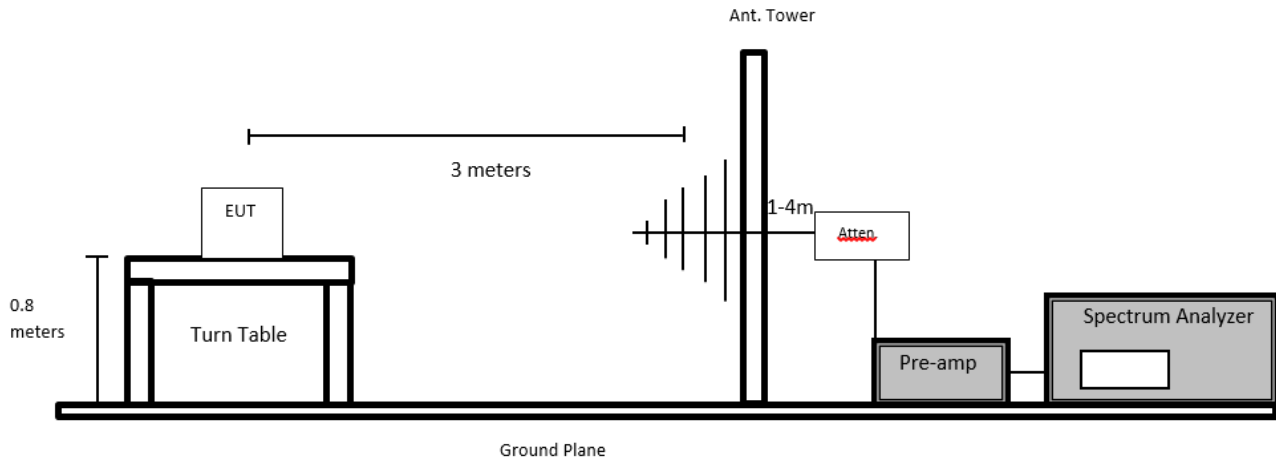 Ant. Tower
3 meters
EUT
1-4m
Atten
0.8
meters
Turn Table
Spectrum Analyzer
Pre-amp
Ground Plane